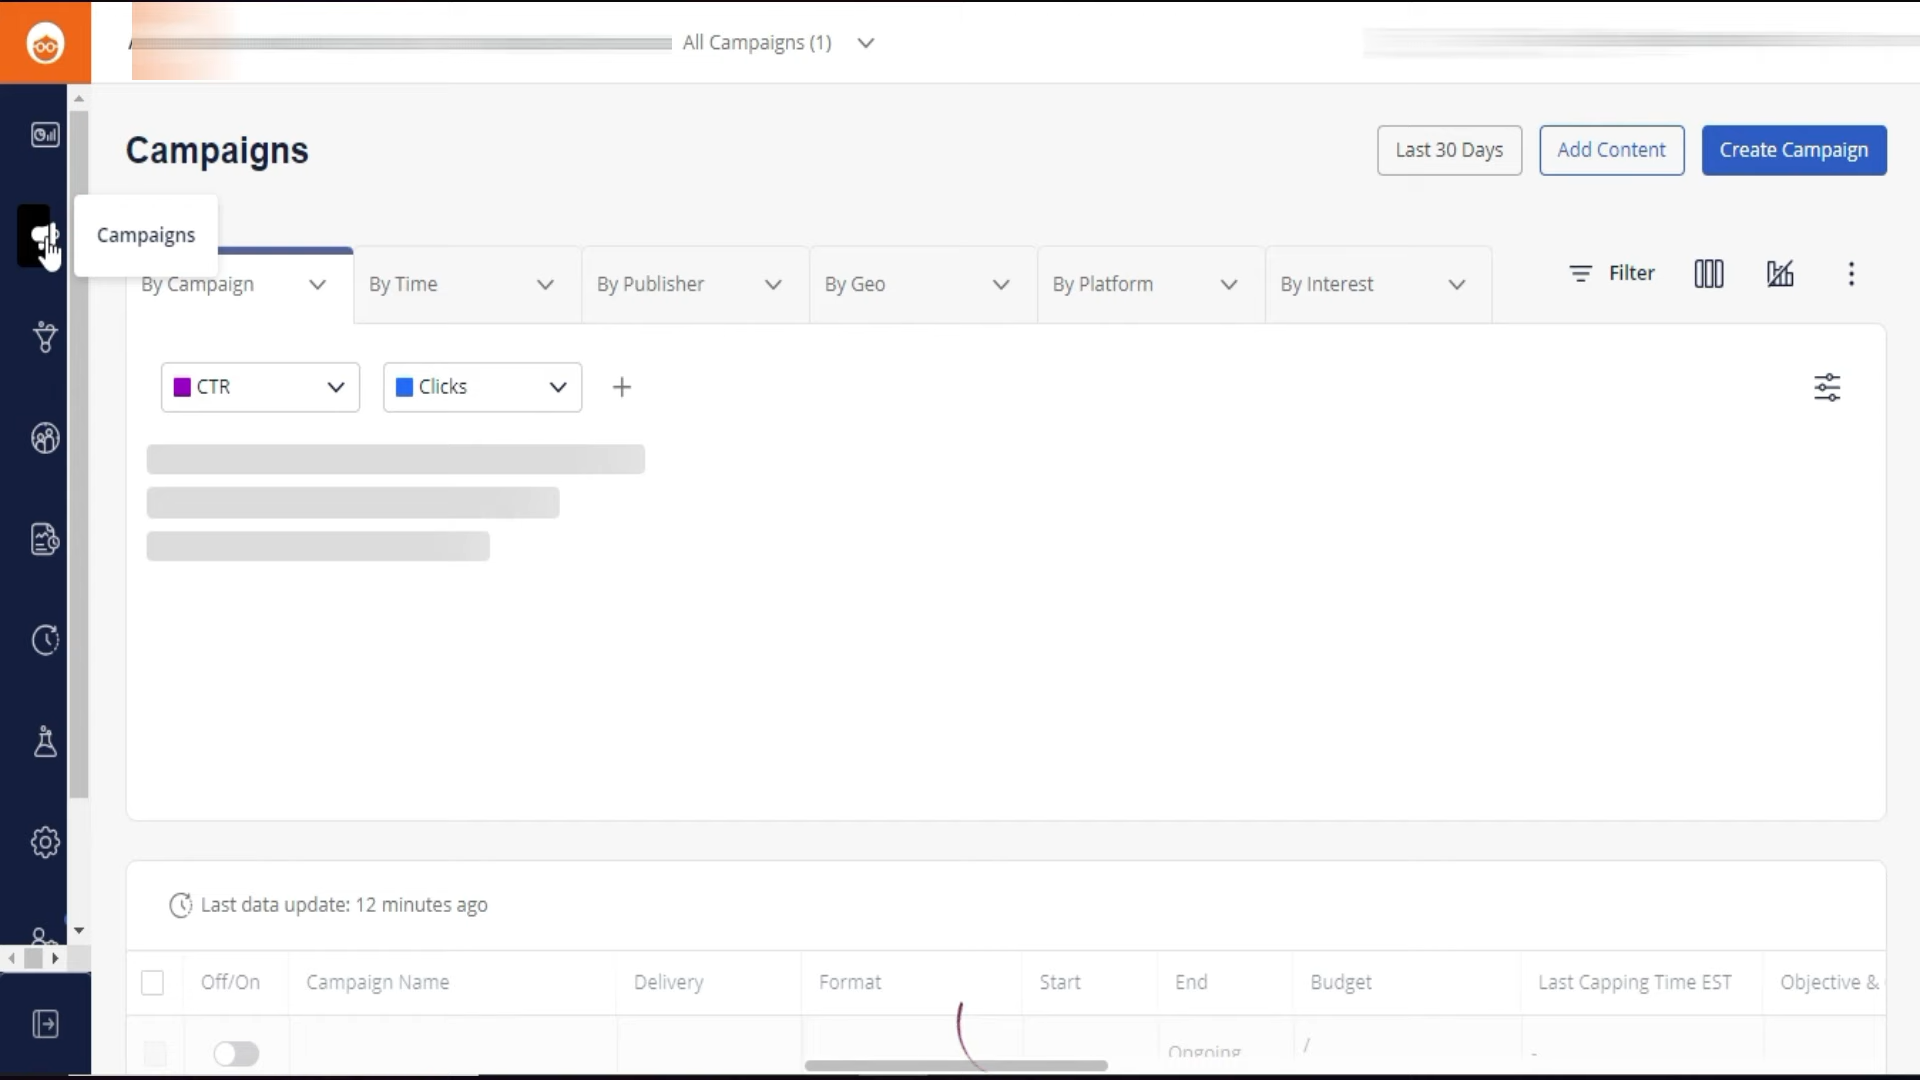 All Campaigns (1)
Campaigns
Last 30 Days
Add Content
Create Campaign
Campaigns
By Campaign
By Time
By Publisher
By Geo
By Platform
By Interest
Filter
CTR
Clicks
Last data update: 12 minutes ago
Off/On
Campaign Name
Delivery
Format
Start
End
Budget
Last Capping Time EST
Objective &
Ongoing
/
-